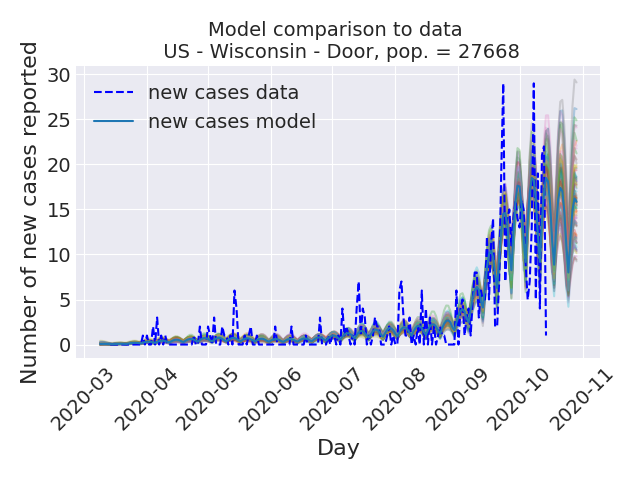 Model comparison to data
US - Wisconsin - Door, pop. = 27668
Number of new cases reported
30
25
20
15
10
5
0
new cases data
new cases model
2020-03
2020-04
2020-05
2020-06
2020-07
2020-08
2020-09
2020-10
2020-11
Day